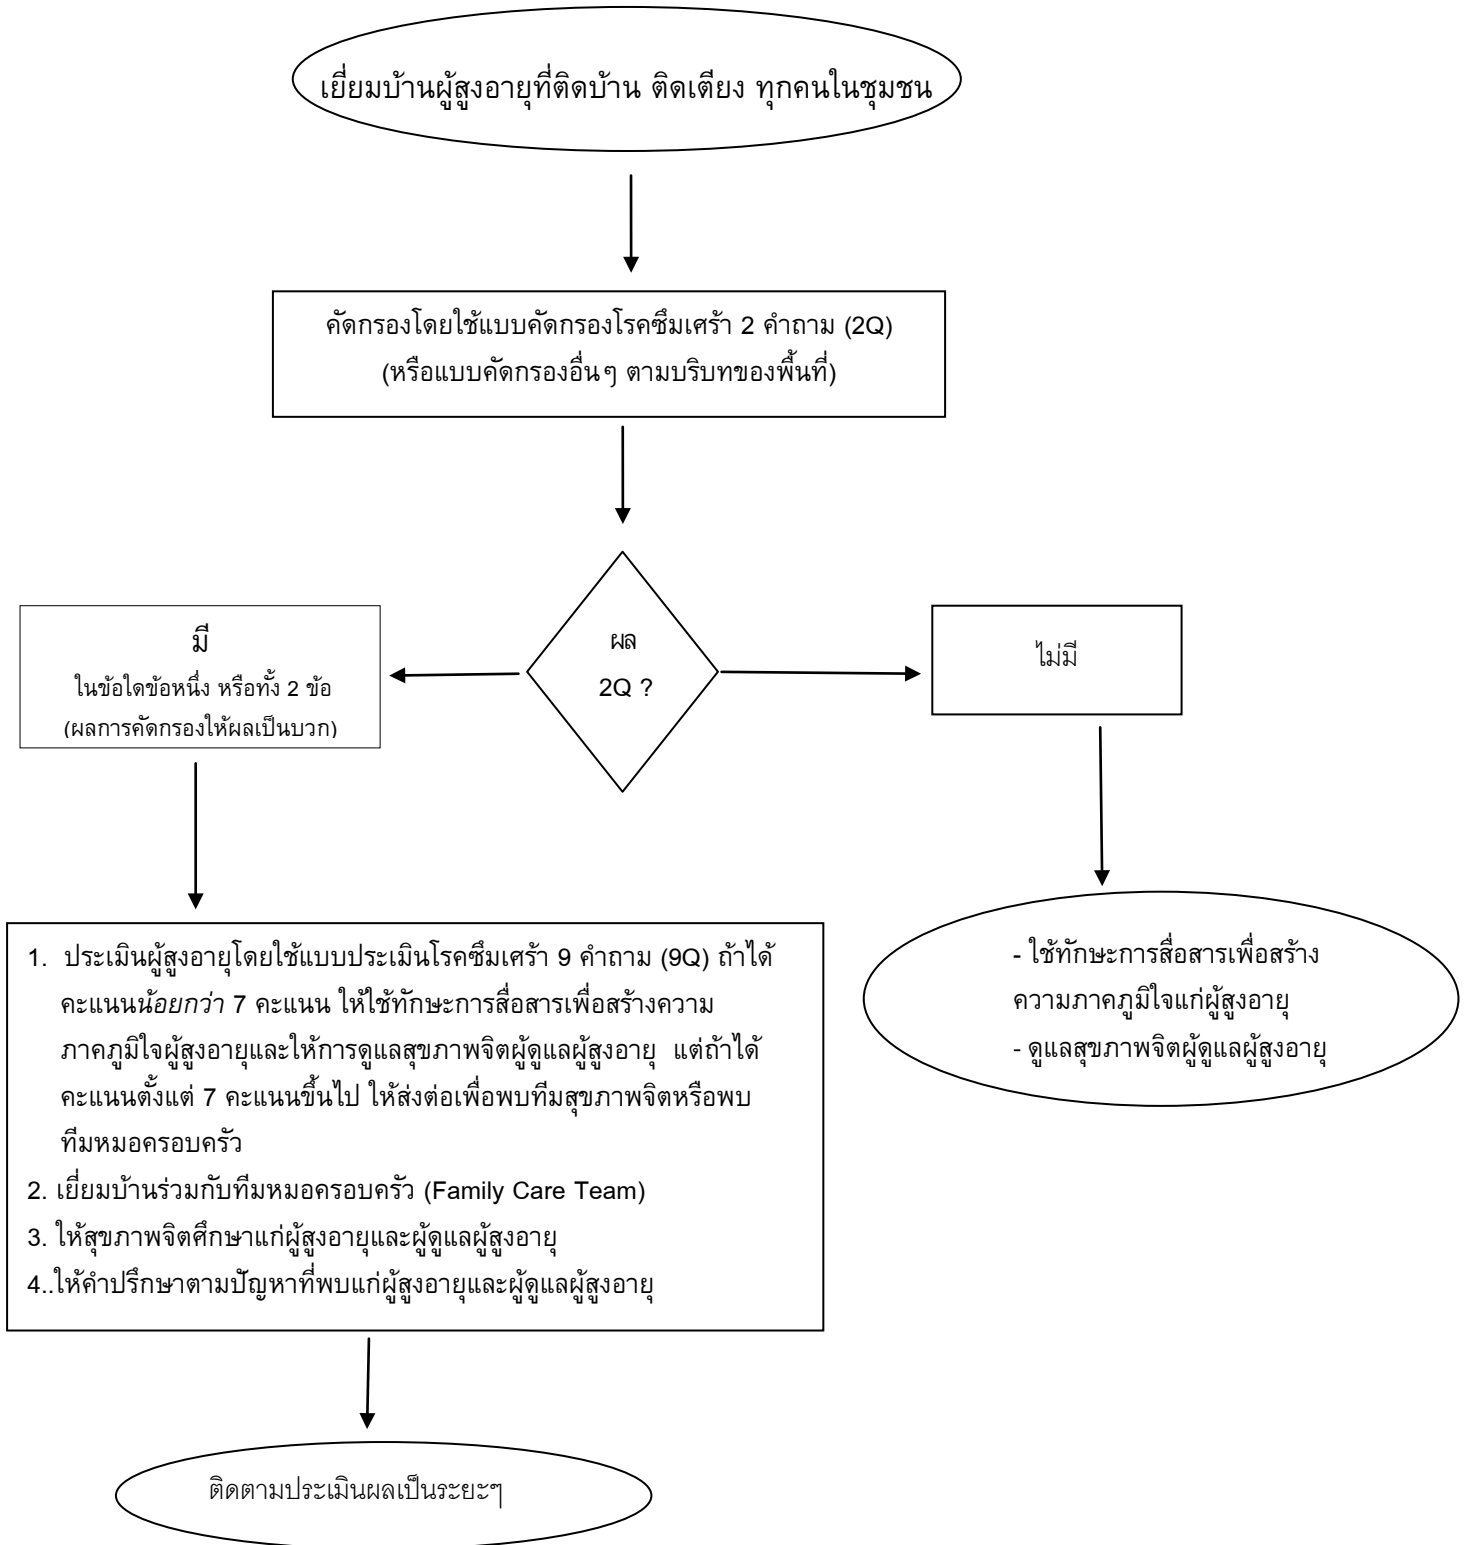 เยี่ยมบ้านผู้สูงอายุที่ติดบ้าน ติดเตียง ทุกคนในชุมชน
คัดกรองโดยใช้แบบคัดกรองโรคซึมเศร้า 2 คำถาม (2Q)
(หรือแบบคัดกรองอื่นๆ ตามบริบทของพื้นที่)
มี
ในข้อใดข้อหนึ่ง หรือทั้ง 2 ข้อ
(ผลการคัดกรองให้ผลเป็นบวก)
ผล
2Q ?
ไม่มี
1. ประเมินผู้สูงอายุโดยใช้แบบประเมินโรคซึมเศร้า 9 คำถาม (9Q) ถ้าได้
คะแนนน้อยกว่า 7 คะแนน ให้ใช้ทักษะการสื่อสารเพื่อสร้างความ
ภาคภูมิใจผู้สูงอายุและให้การดูแลสุขภาพจิตผู้ดูแลผู้สูงอายุ แต่ถ้าได้
คะแนนตั้งแต่ 7 คะแนนขึ้นไป ให้ส่งต่อเพื่อพบทีมสุขภาพจิตหรือพบ
ทีมหมอครอบครัว
2. เยี่ยมบ้านร่วมกับทีมหมอครอบครัว (Family Care Team)
3. ให้สุขภาพจิตศึกษาแก่ผู้สูงอายุและผู้ดูแลผู้สูงอายุ
4..ให้คำปรึกษาตามปัญหาที่พบแก่ผู้สูงอายุและผู้ดูแลผู้สูงอายุ
- ใช้ทักษะการสื่อสารเพื่อสร้าง
ความภาคภูมิใจแก่ผู้สูงอายุ
- ดูแลสุขภาพจิตผู้ดูแลผู้สูงอายุ
ติดตามประเมินผลเป็นระยะๆ